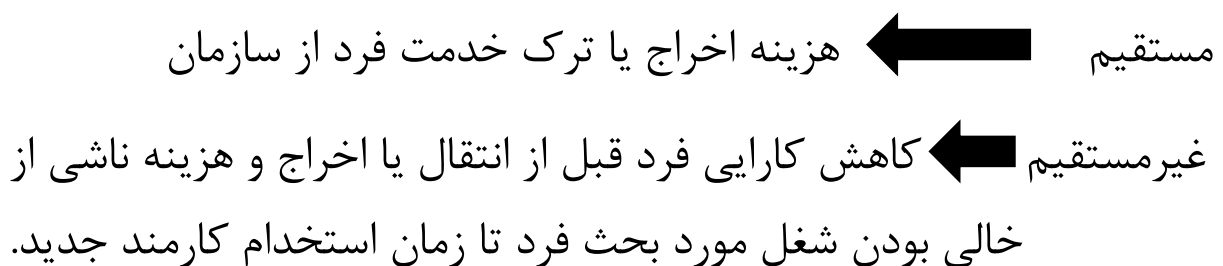 مستقیم هزینه اخراج یا ترک خدمت فرد از سازمان
غیرمستقیم کاهش کارایی فرد قبل از انتقال یا اخراج و هزینه ناشی از
خالی بودن شغل مورد بحث فرد تا زمان استخدام کارمند جدید.